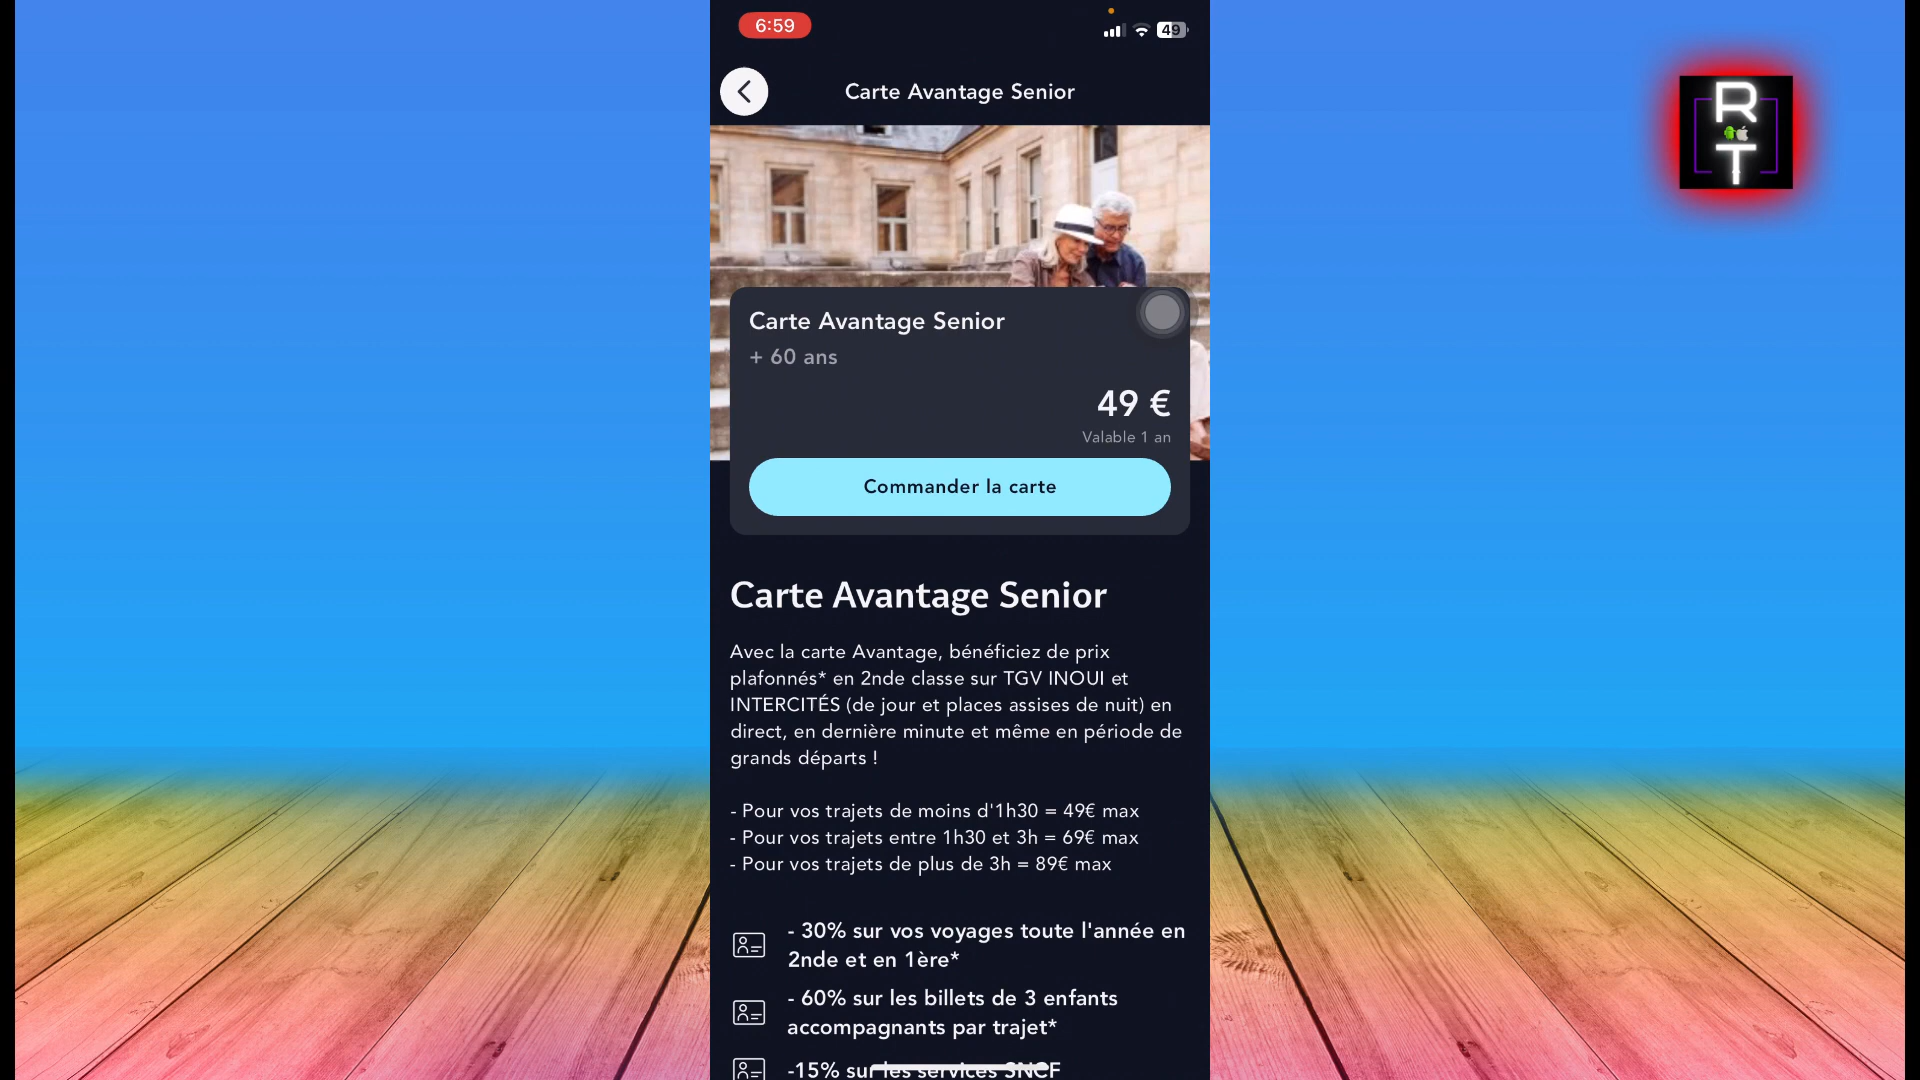 6:59
49
Carte Avantage Senior
R
T
Carte Avantage Senior
+ 60 ans
49 €
Valable 1 an
Commander la carte
Carte Avantage Senior
Avec la carte Avantage, bénéficiez de prix
plafonnés* en 2nde classe sur TGV INOUI et
INTERCITÉS (de jour et places assises de nuit) en
direct, en dernière minute et même en période de
grands départs !
- Pour vos trajets de moins d'1h30 = 49€ max
- Pour vos trajets entre 1h30 et 3h = 69€ max
- Pour vos trajets de plus de 3h = 89€ max
- 30% sur vos voyages toute l'année en
2nde et en 1ère*
- 60% sur les billets de 3 enfants
accompagnants par trajet*
-15% sur les services SNCF